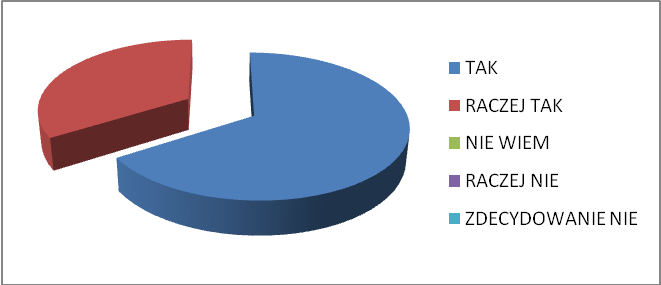 TAK
RACZEJ TAK
NIE WIEM
RACZEJ NIE
ZDECYDOWANIE NIE